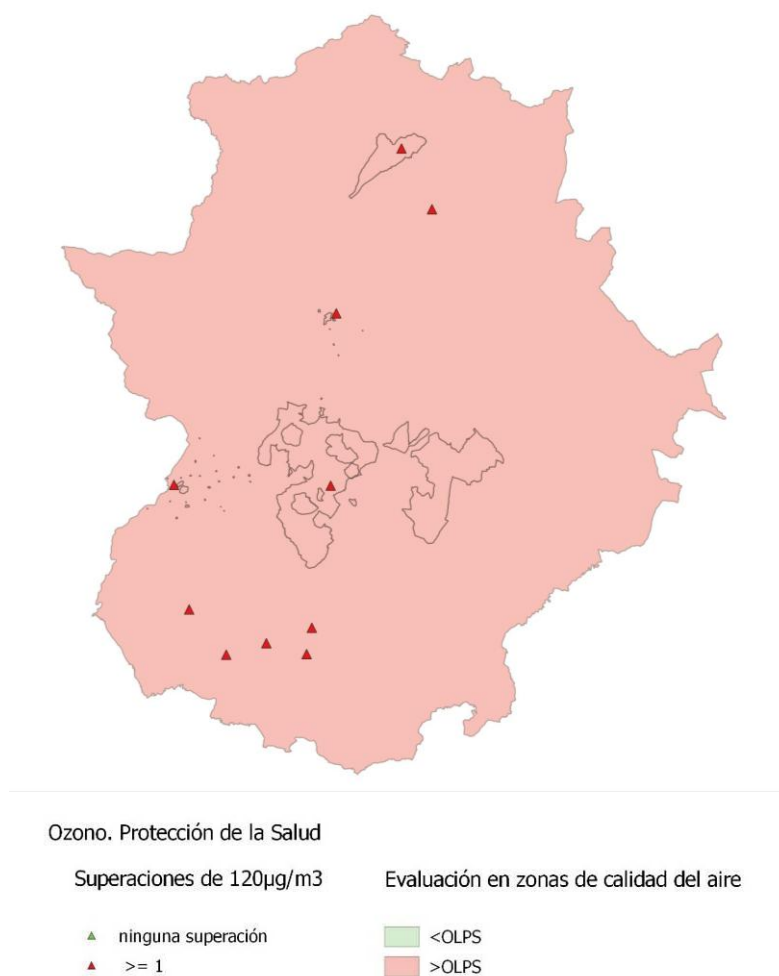 Ozono. Protección de la Salud
Superaciones de 120µg/m3
Evaluación en zonas de calidad del aire
ninguna superación
<OLPS
>= 1
>OLPS